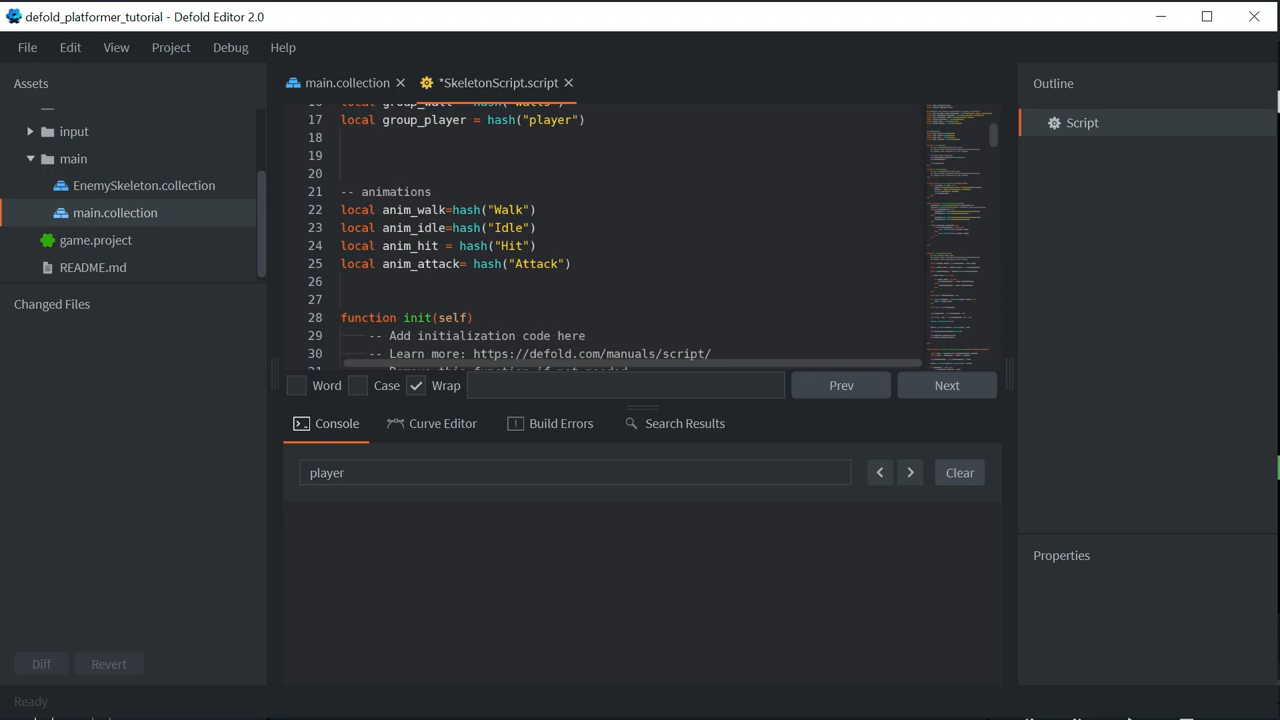 defold_platformer_tutorial - Defold Editor 2.0
File Edit View Project Debug Help
Assets
input
main
EnemySkeleton.collection
main.collection
game.project
README.md
Changed Files
Diff Revert
Ready
main.collection *SkeletonScript.script
17 local group_player = hash("player")
18
19
20
21 -- animations
22 local anim_walk=hash("Walk")
23 local anim_idle=hash("Idle")
24 local anim_hit = hash("Hit")
25 local anim_attack= hash("Attack")
26
27
28 function init(self)
29 -- Add initialization code here
30 -- Learn more: https://defold.com/manuals/script/
Word Case Wrap Prev Next
Console Curve Editor Build Errors Search Results
player Clear
Outline
Script
Properties